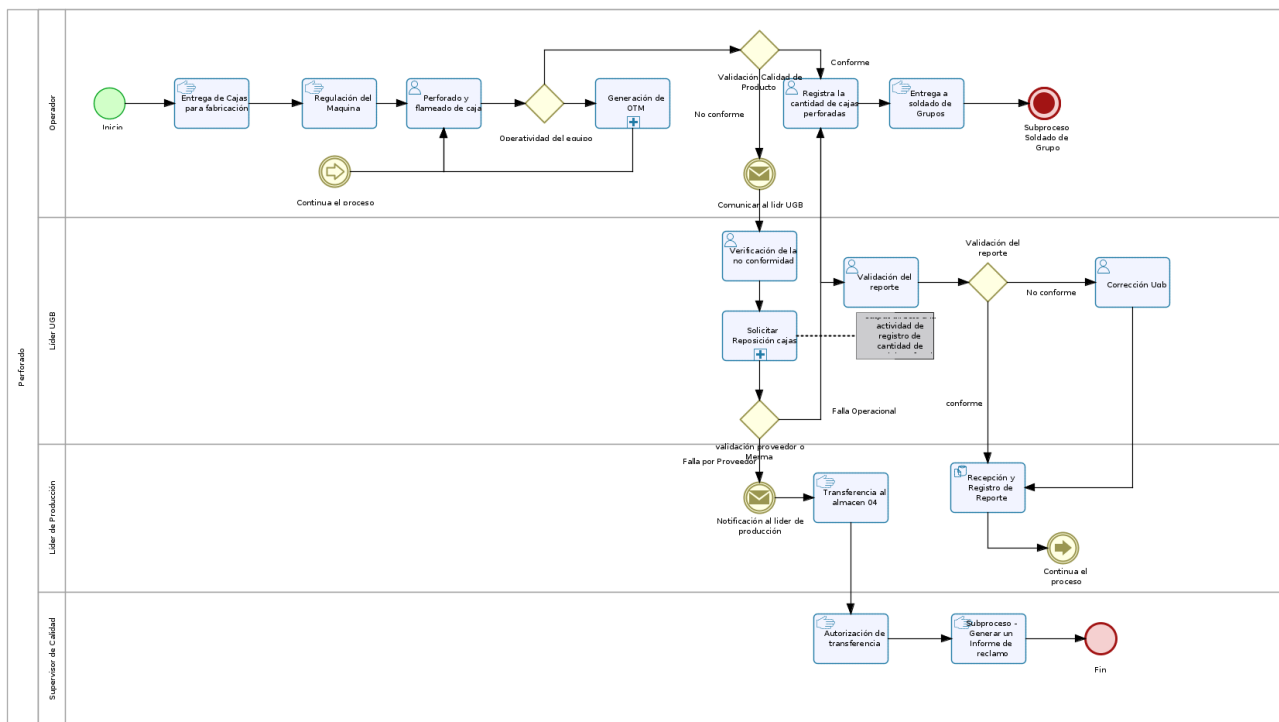 Perforado
Operador
Inicio
Entrega de Cajas
para fabricación
Regulación del
Maquina
Perforado y
flameado de caja
Operatividad del equipo
Generación de
OTM
Continua el proceso
Validación Calidad de
Producto
Conforme
No conforme
Registra la
cantidad de cajas
perforadas
Entrega a
soldado de
Grupos
Subproceso
Soldado de
Grupo
Comunicar al lidr UGB
Líder UGB
Verificación de la
no conformidad
Solicitar
Reposición cajas
actividad de
registro de
cantidad de
validación proveedor o
Merma
Falla Operacional
Falla por Proveedor
Validación del
reporte
Validación del
reporte
No conforme
conforme
Corrección Ugb
Líder de Producción
Notificación al lider de
producción
Transferencia al
almacen 04
Recepción y
Registro de
Reporte
Continua el
proceso
Supervisor de Calidad
Autorización de
transferencia
Subproceso -
Generar un
Informe de
reclamo
Fin